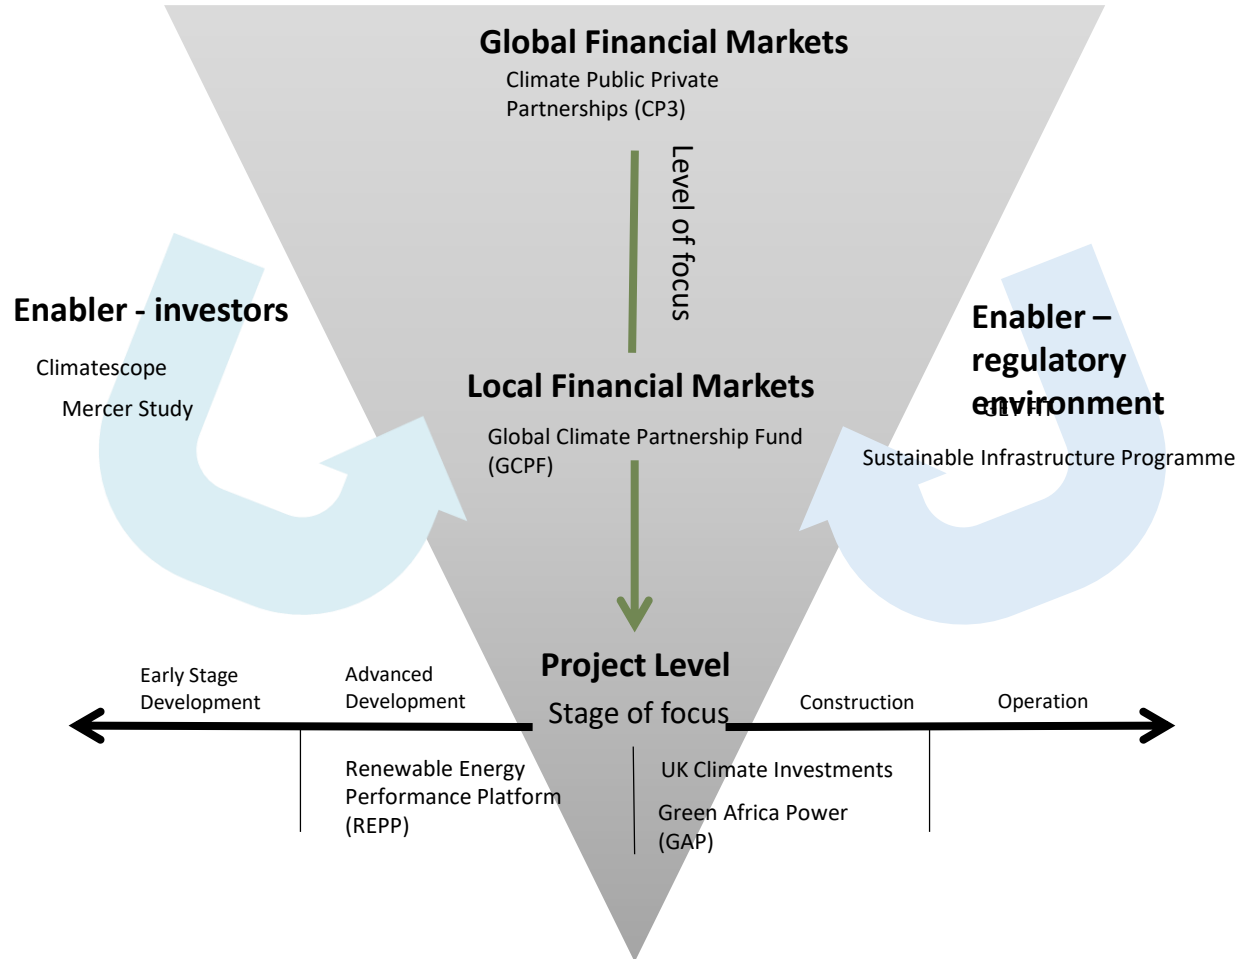 Global Financial Markets
Climate Public Private
Partnerships (CP3)
Level of focus
Enabler - investors
Climatescope
Mercer Study
Enabler –
regulatory
environment
GET FiT
Sustainable Infrastructure Programme
Local Financial Markets
Global Climate Partnership Fund
(GCPF)
Project Level
Stage of focus
Early Stage
Development
Advanced
Development
Construction
Operation
Renewable Energy
Performance Platform
(REPP)
UK Climate Investments
Green Africa Power
(GAP)